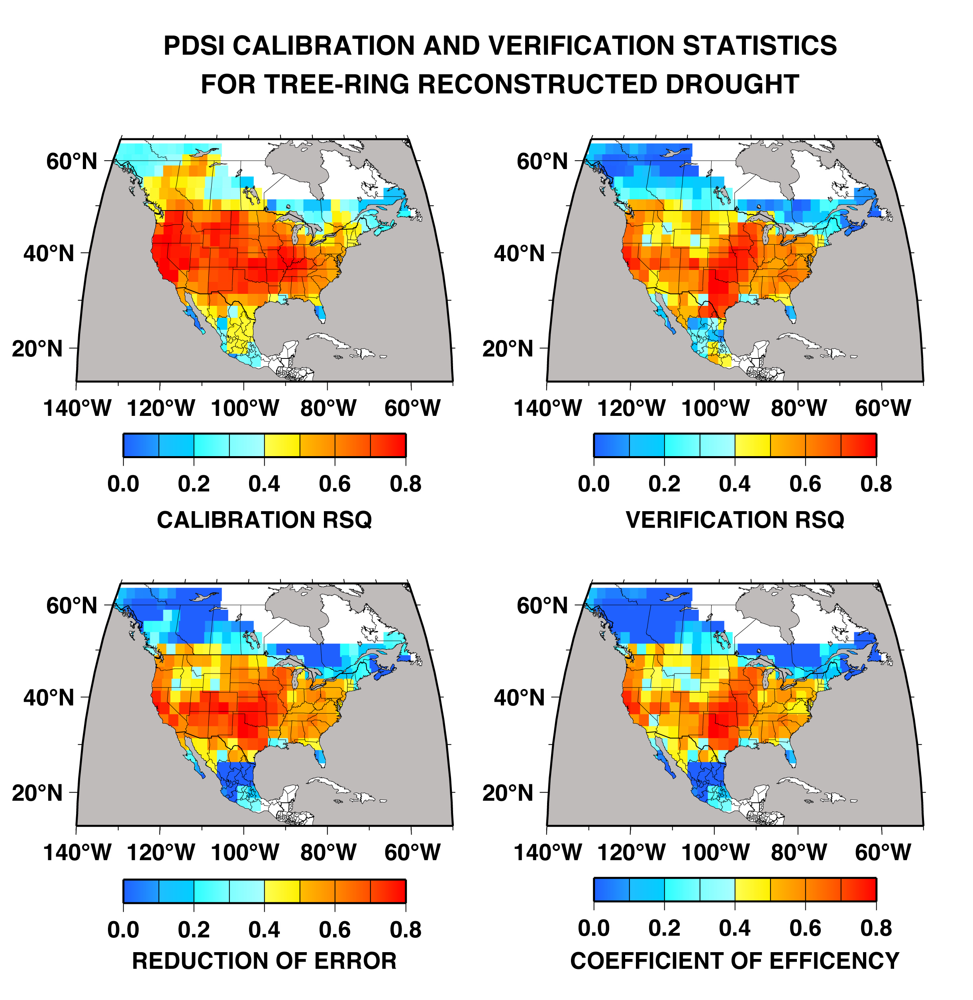 PDSI CALIBRATION AND VERIFICATION STATISTICS
FOR TREE-RING RECONSTRUCTED DROUGHT
60°N
40°N
20°N
140°W 120°W 100°W 80°W 60°W
0.0 0.2 0.4 0.6 0.8
CALIBRATION RSQ
60°N
40°N
20°N
140°W 120°W 100°W 80°W 60°W
0.0 0.2 0.4 0.6 0.8
VERIFICATION RSQ
60°N
40°N
20°N
140°W 120°W 100°W 80°W 60°W
0.0 0.2 0.4 0.6 0.8
REDUCTION OF ERROR
60°N
40°N
20°N
140°W 120°W 100°W 80°W 60°W
0.0 0.2 0.4 0.6 0.8
COEFFICIENT OF EFFICENCY